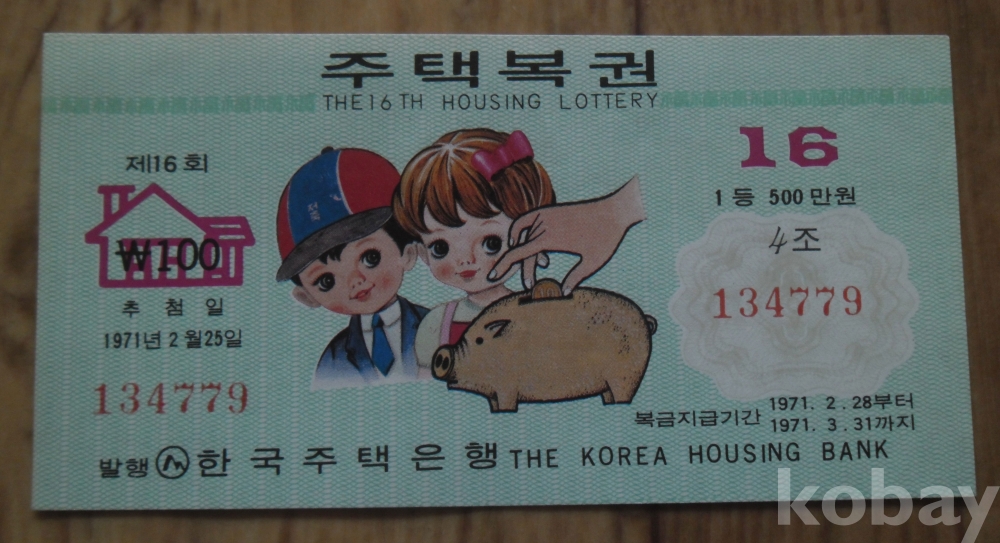 주택복권
THE 16 TH HOUSING LOTTERY
제16회
₩100
추첨일
1971년 2월 25일
134779
16
1등 500만원
4조
134779
복금지급기간 1971. 2. 28부터
1971. 3. 31까지
발행 한국주택은행 THE KOREA HOUSING BANK
kobay